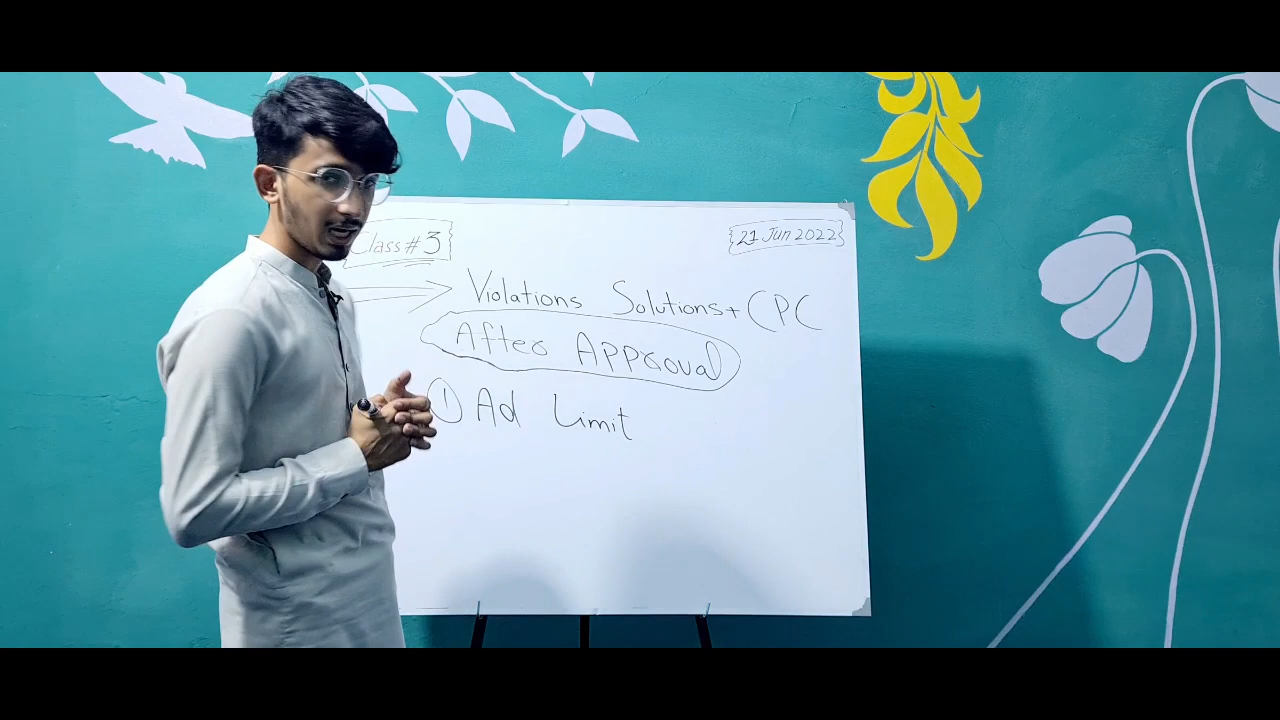 Class # 3
21 Jun 2022
Violations Solutions + CPC
After Approval
1 Ad Limit